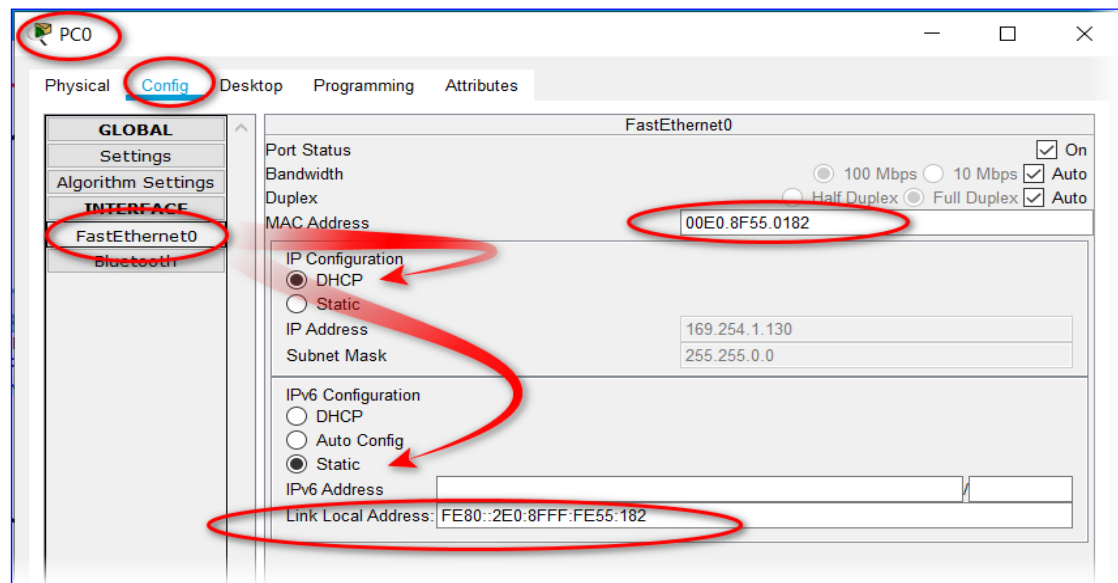 PC0
Physical Config Desktop Programming Attributes
GLOBAL
Settings
Algorithm Settings
INTERFACE
FastEthernet0
Bluetooth
FastEthernet0
Port Status On
Bandwidth 100 Mbps 10 Mbps Auto
Duplex Half Duplex Full Duplex Auto
MAC Address 00E0.8F55.0182
IP Configuration
DHCP
Static
IP Address 169.254.1.130
Subnet Mask 255.255.0.0
IPv6 Configuration
DHCP
Auto Config
Static
IPv6 Address /
Link Local Address: FE80::2E0:8FFF:FE55:182